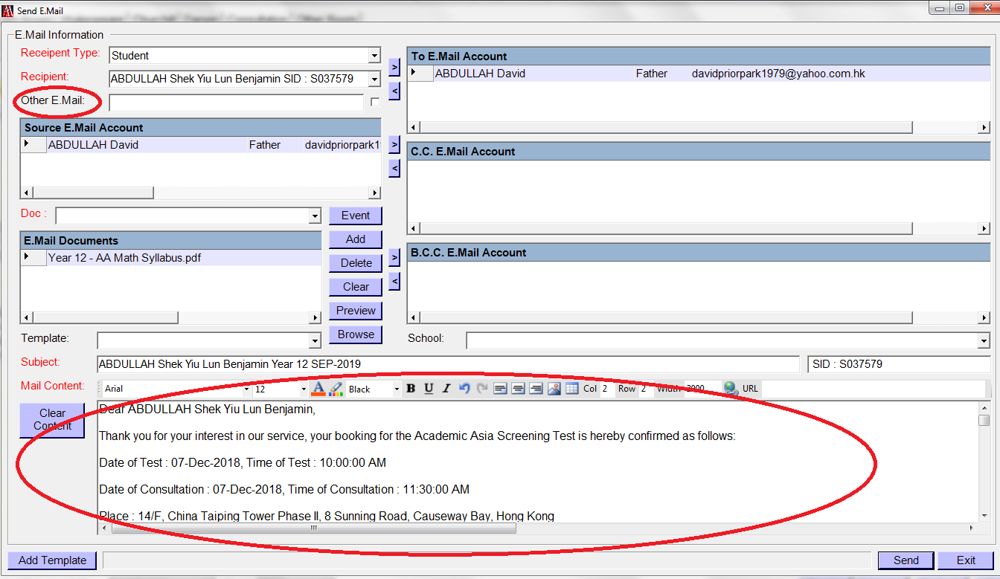 Send E.Mail
E.Mail Information
Receipent Type: Student
Recipient: ABDULLAH Shek Yiu Lun Benjamin SID : S037579
Other E.Mail:
Source E.Mail Account
ABDULLAH David Father davidpriorpark1
To E.Mail Account
ABDULLAH David Father davidpriorpark1979@yahoo.com.hk
C.C. E.Mail Account
B.C.C. E.Mail Account
>
<
>
<
>
<
Doc :
Event
Add
Delete
Clear
Preview
Browse
E.Mail Documents
Year 12 - AA Math Syllabus.pdf
Template:
School:
Subject: ABDULLAH Shek Yiu Lun Benjamin Year 12 SEP-2019 SID : S037579
Mail Content: Arial 12 A Black B U I Col 2 Row 2 Width 2000 URL
Clear
Content
Dear ABDULLAH Shek Yiu Lun Benjamin,
Thank you for your interest in our service, your booking for the Academic Asia Screening Test is hereby confirmed as follows:
Date of Test : 07-Dec-2018, Time of Test : 10:00:00 AM
Date of Consultation : 07-Dec-2018, Time of Consultation : 11:30:00 AM
Place : 14/F, China Taiping Tower Phase II, 8 Sunning Road, Causeway Bay, Hong Kong
Add Template
Send
Exit